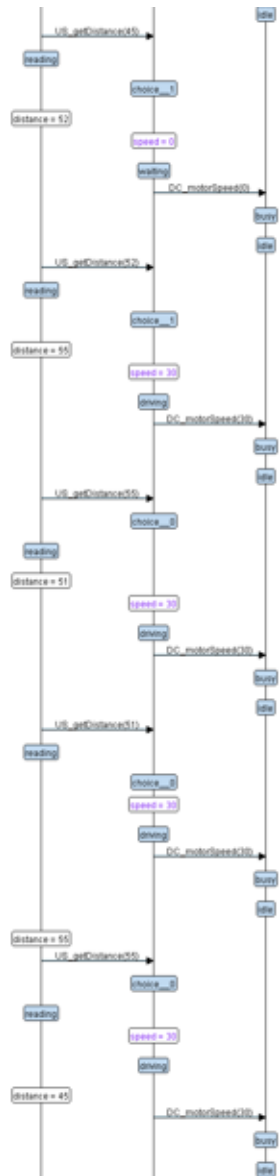 idle
US_getDistance(45)
reading
choice__1
distance = 52
speed = 0
waiting
DC_motorSpeed(0)
busy
idle
US_getDistance(52)
reading
choice__1
distance = 55
speed = 30
driving
DC_motorSpeed(30)
busy
idle
US_getDistance(55)
choice__0
reading
distance = 51
speed = 30
driving
DC_motorSpeed(30)
busy
idle
US_getDistance(51)
reading
choice__0
speed = 30
driving
DC_motorSpeed(30)
busy
idle
distance = 55
US_getDistance(55)
choice__0
reading
speed = 30
driving
distance = 45
DC_motorSpeed(30)
busy
idle